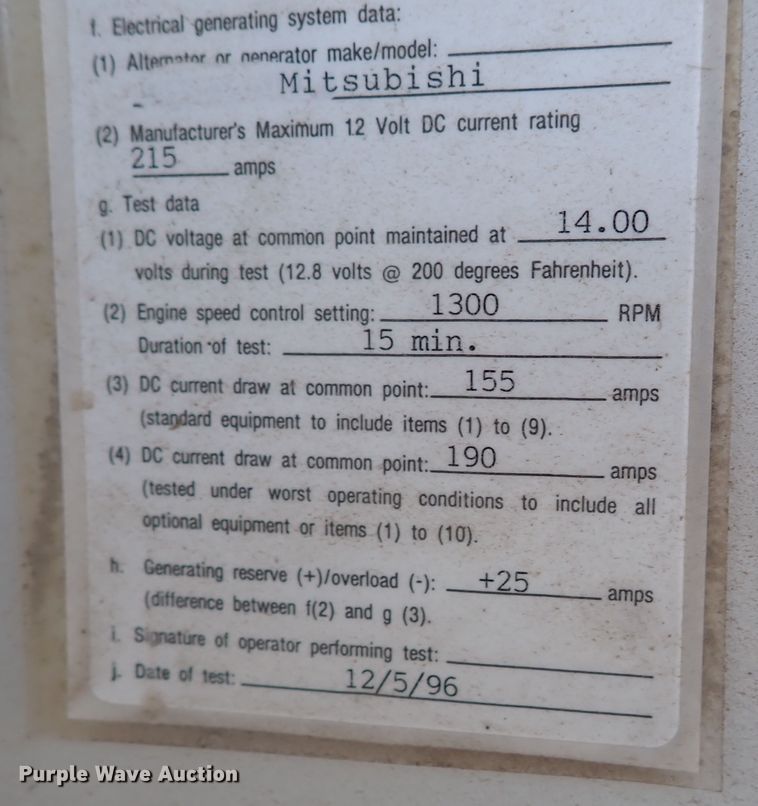 f. Electrical generating system data:
(1) Alternator or generator make/model:
Mitsubishi
(2) Manufacturer's Maximum 12 Volt DC current rating
215 amps
g. Test data
(1) DC voltage at common point maintained at 14.00
volts during test (12.8 volts @ 200 degrees Fahrenheit).
(2) Engine speed control setting: 1300 RPM
Duration of test: 15 min.
(3) DC current draw at common point: 155 amps
(standard equipment to include items (1) to (9).
(4) DC current draw at common point: 190 amps
(tested under worst operating conditions to include all
optional equipment or items (1) to (10).
h. Generating reserve (+)/overload (-): +25 amps
(difference between f(2) and g (3).
i. Signature of operator performing test:
j. Date of test: 12/5/96
Purple Wave Auction